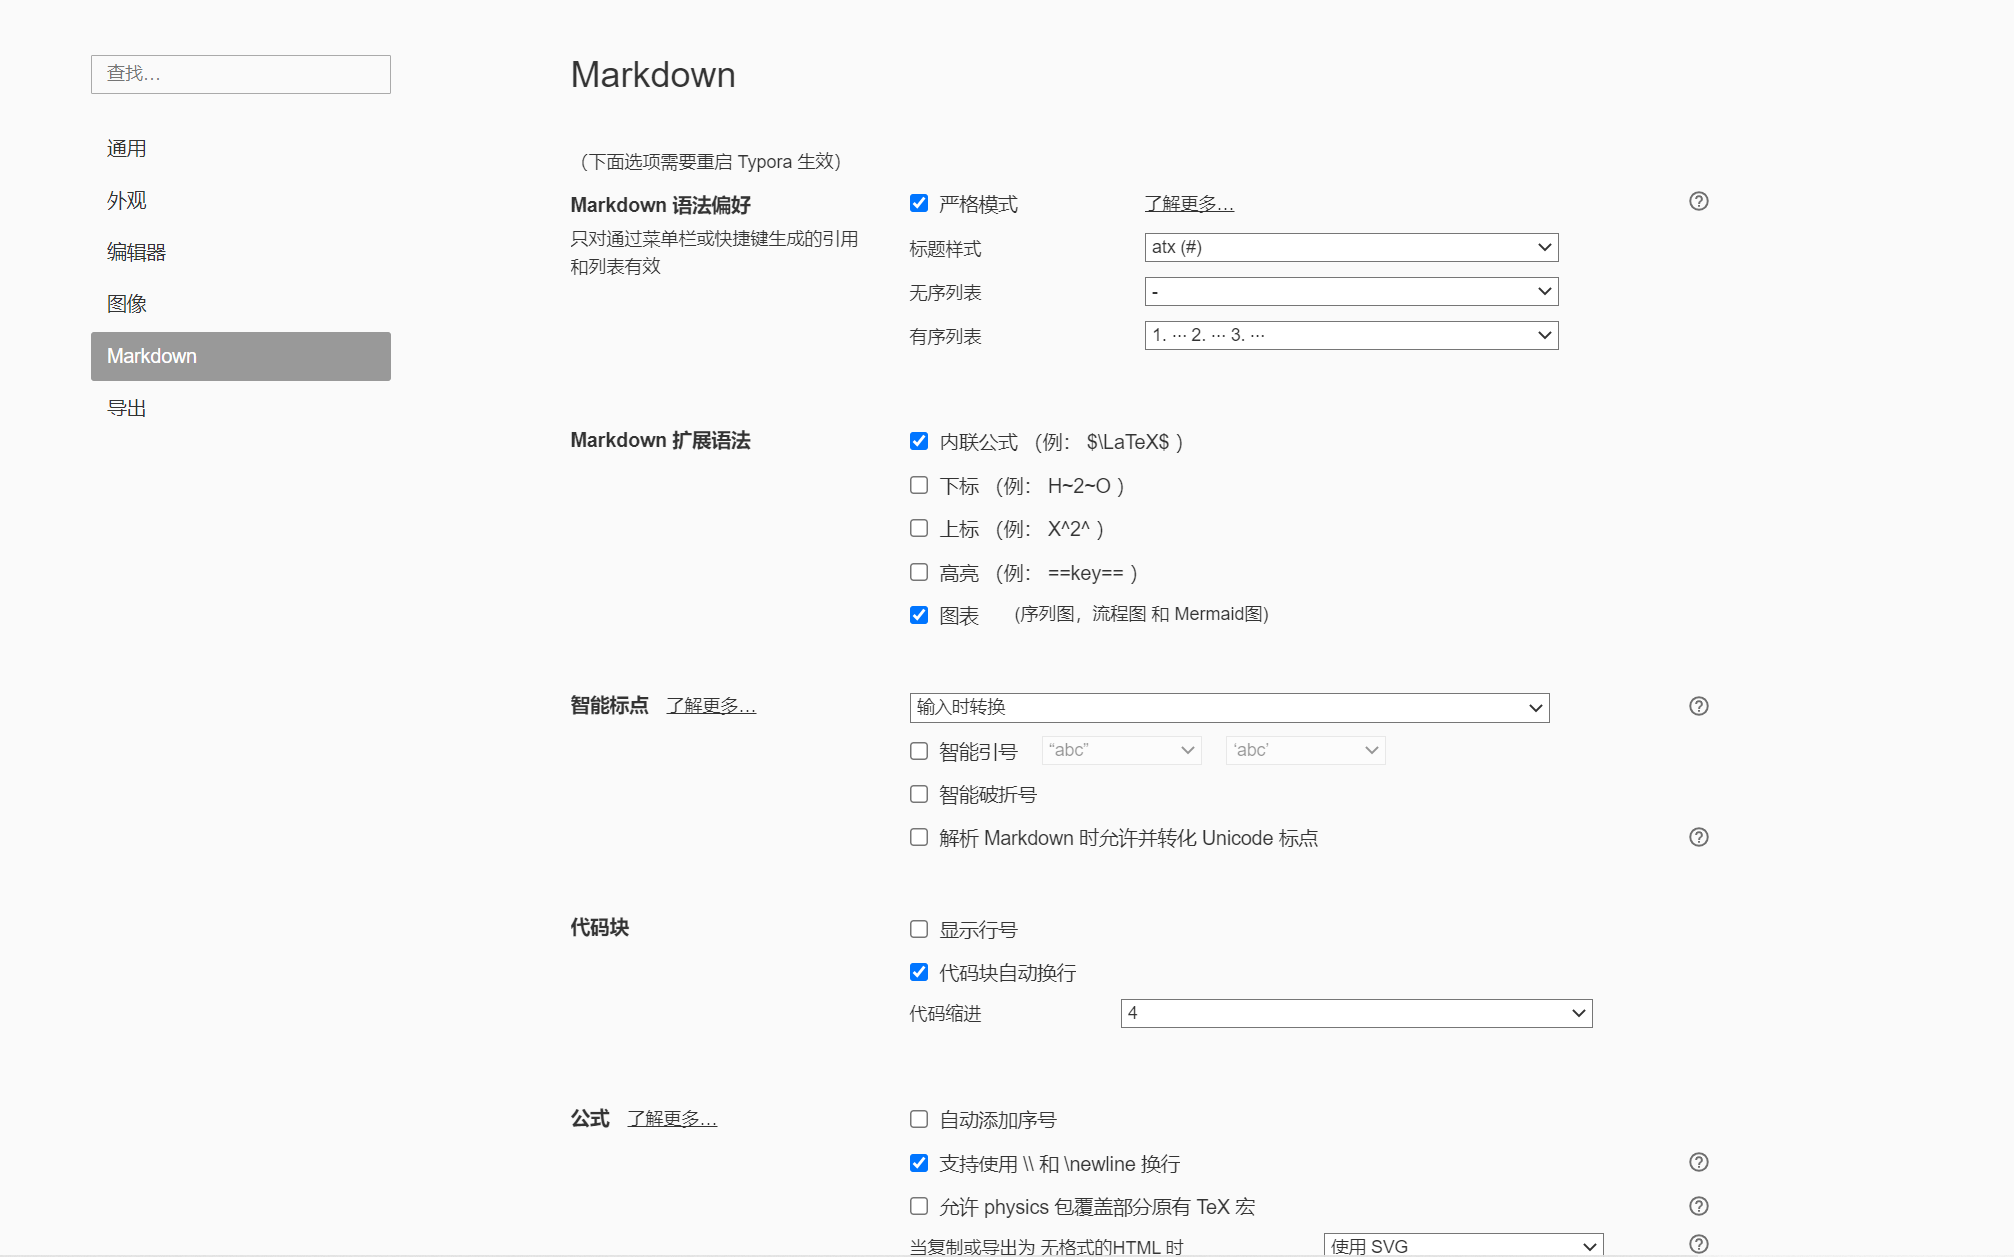 查找...
通用
外观
编辑器
图像
Markdown
导出
Markdown
（下面选项需要重启 Typora 生效）
Markdown 语法偏好
只对通过菜单栏或快捷键生成的引用
和列表有效
严格模式 了解更多...
标题样式 atx (#)
无序列表 -
有序列表 1. ··· 2. ··· 3. ···
Markdown 扩展语法
内联公式 （例： $\LaTeX$ ）
下标 （例： H~2~O ）
上标 （例： X^2^ ）
高亮 （例： ==key== ）
图表 (序列图，流程图 和 Mermaid图)
智能标点 了解更多... 输入时转换
智能引号 “abc” ‘abc’
智能破折号
解析 Markdown 时允许并转化 Unicode 标点
代码块 显示行号
代码块自动换行
代码缩进 4
公式 了解更多... 自动添加序号
支持使用 \\ 和 \newline 换行
允许 physics 包覆盖部分原有 TeX 宏
当复制或导出为 无格式的HTML 时 使用 SVG